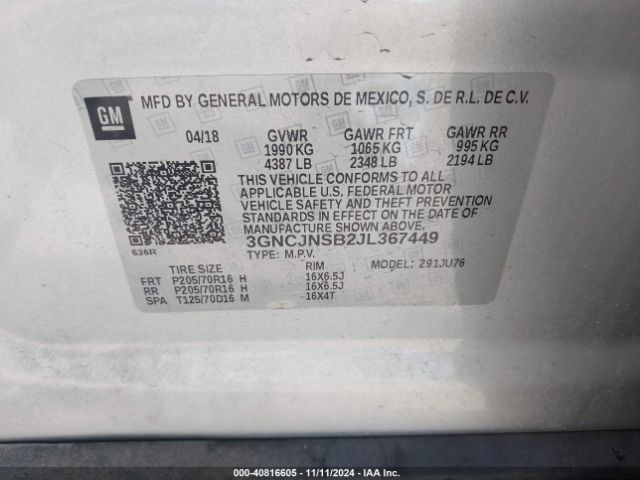 GM
MFD BY GENERAL MOTORS DE MEXICO, S. DE R.L. DE C.V.
04/18 GVWR GAWR FRT GAWR RR
1990 KG 1065 KG 995 KG
4387 LB 2348 LB 2194 LB
THIS VEHICLE CONFORMS TO ALL
APPLICABLE U.S. FEDERAL MOTOR
VEHICLE SAFETY AND THEFT PREVENTION
STANDARDS IN EFFECT ON THE DATE OF
MANUFACTURE SHOWN ABOVE.
636R 3GNCJNSB2JL367449
TYPE: M.P.V. MODEL: 291JU76
TIRE SIZE RIM
FRT P205/70R16 H 16X6.5J
RR P205/70R16 H 16X6.5J
SPA T125/70D16 M 16X4T
000-40816605 - 11/11/2024 - IAA Inc.